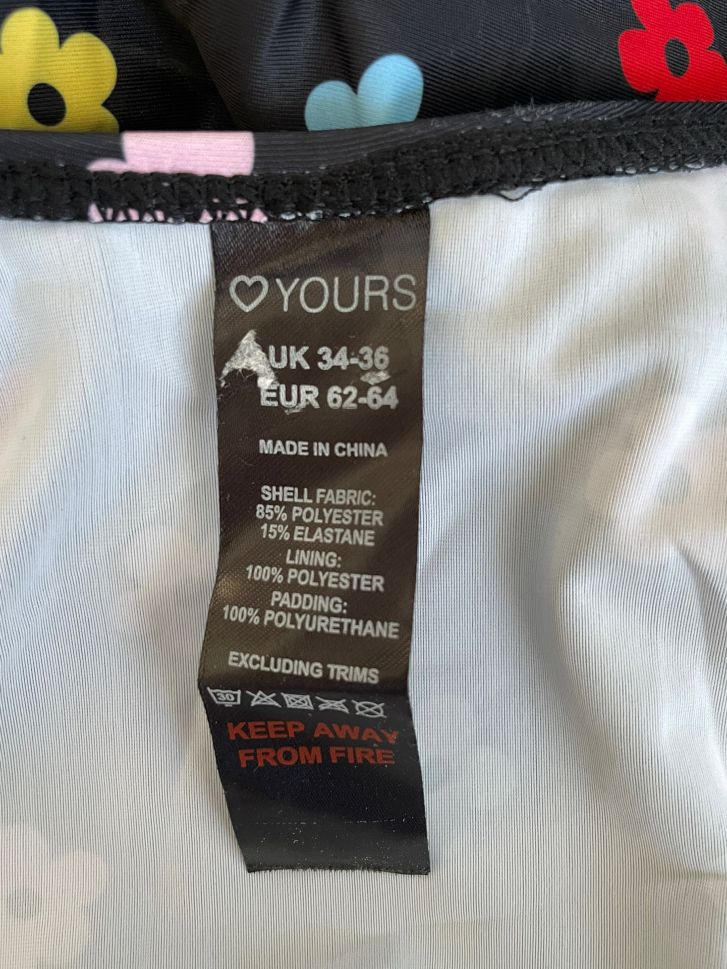 ♡YOURS
UK 34-36
EUR 62-64
MADE IN CHINA
SHELL FABRIC:
85% POLYESTER
15% ELASTANE
LINING:
100% POLYESTER
PADDING:
100% POLYURETHANE
EXCLUDING TRIMS
30
KEEP AWAY
FROM FIRE